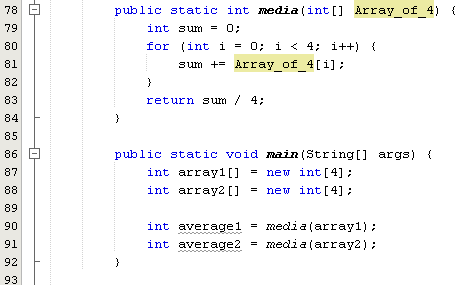 78 public static int media(int[] Array_of_4) {
79 int sum = 0;
80 for (int i = 0; i < 4; i++) {
81 sum += Array_of_4[i];
82 }
83 return sum / 4;
84 }
85
86 public static void main(String[] args) {
87 int array1[] = new int[4];
88 int array2[] = new int[4];
89
90 int average1 = media(array1);
91 int average2 = media(array2);
92 }
93